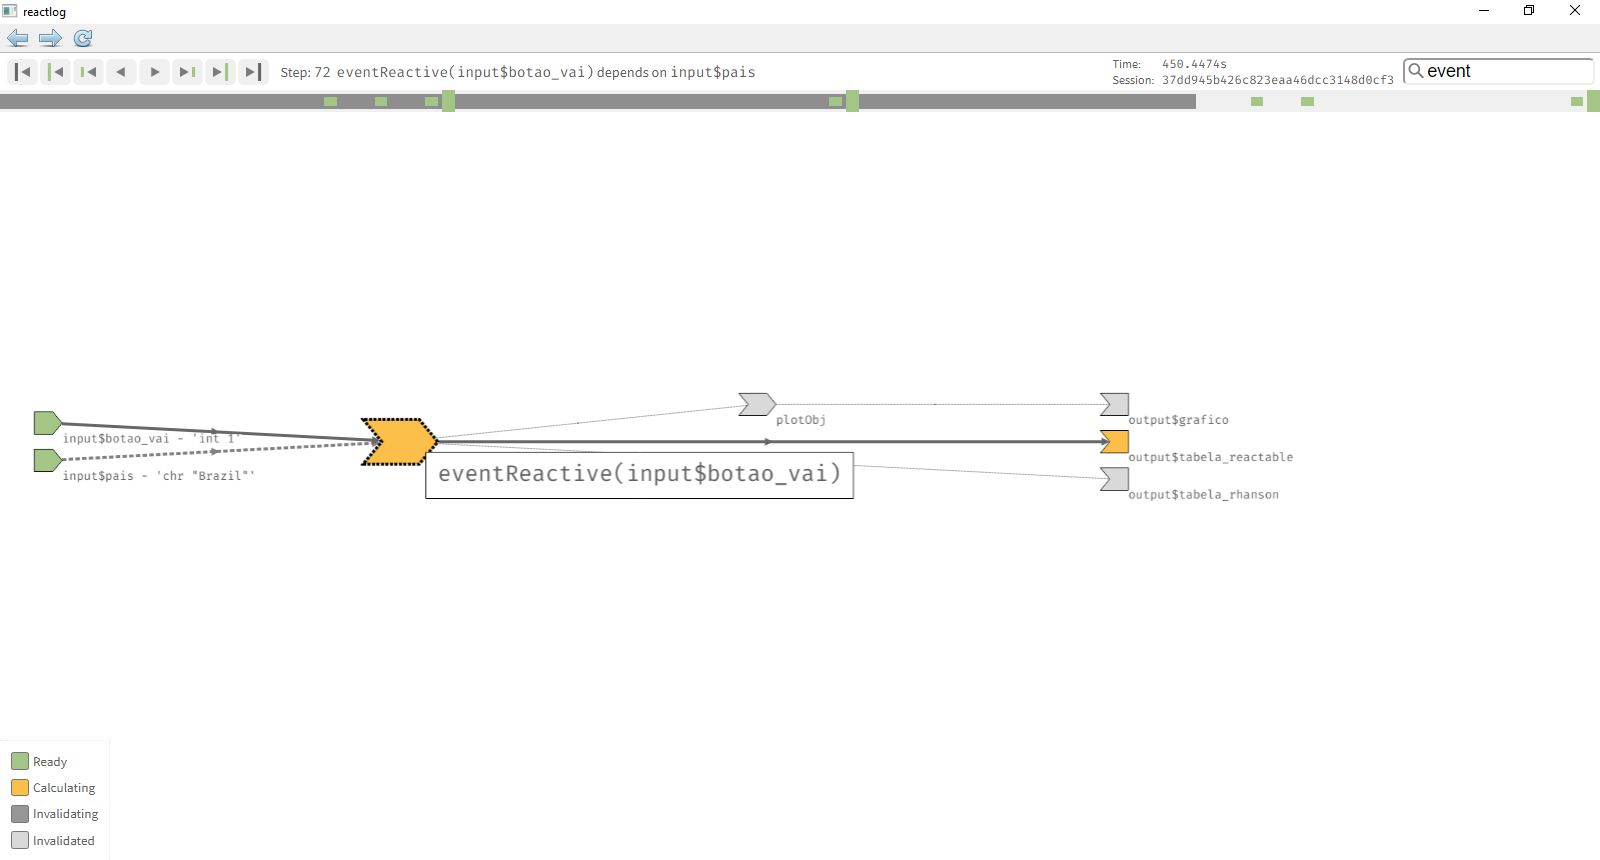 reactlog
Step: 72 eventReactive(input$botao_vai) depends on input$pais
Time: 450.4474s
Session: 37dd945b426c823eaa46dcc3148d0cf3
event
plotObj
output$grafico
input$botao_vai - 'int 1'
output$tabela_reactable
input$pais - 'chr "Brazil"'
eventReactive(input$botao_vai)
output$tabela_rhanson
Ready
Calculating
Invalidating
Invalidated